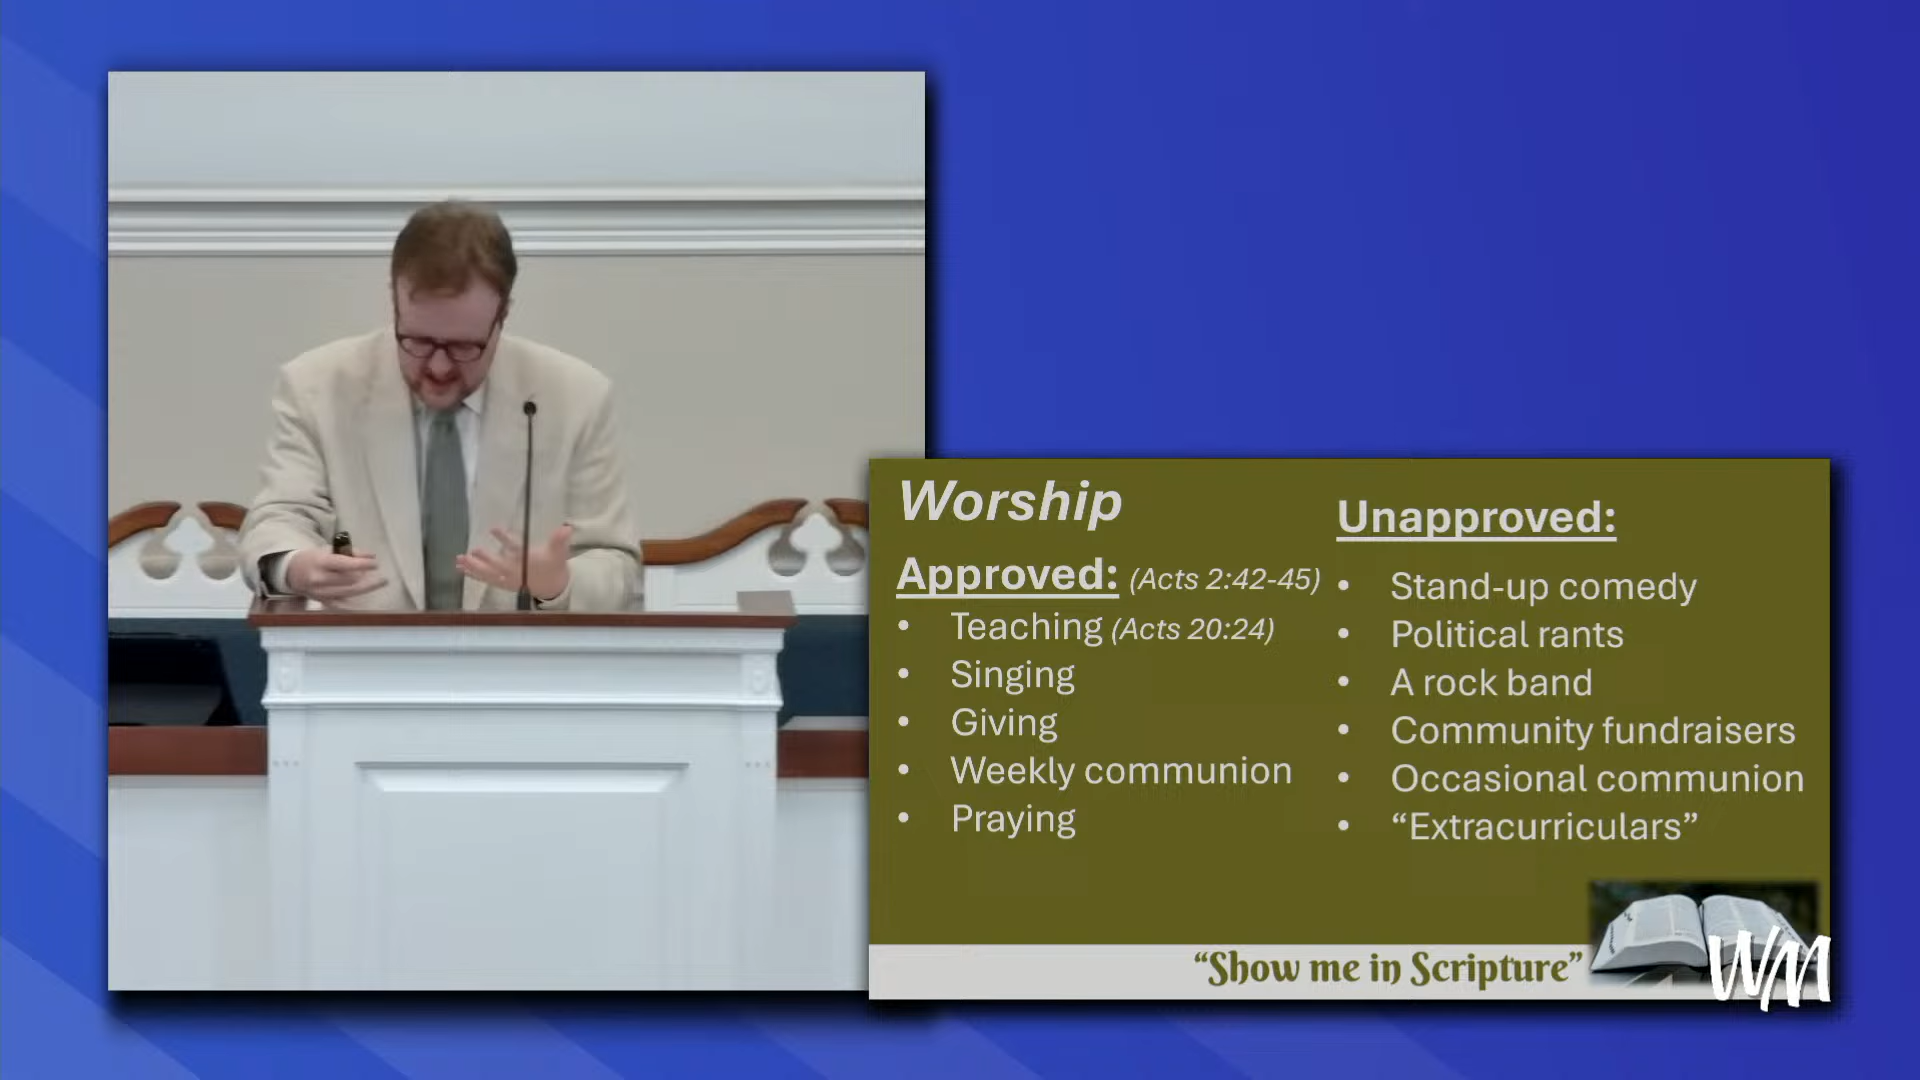 Worship
Approved: (Acts 2:42-45)
• Teaching (Acts 20:24)
• Singing
• Giving
• Weekly communion
• Praying
Unapproved:
• Stand-up comedy
• Political rants
• A rock band
• Community fundraisers
• Occasional communion
• “Extracurriculars”
“Show me in Scripture”
WM